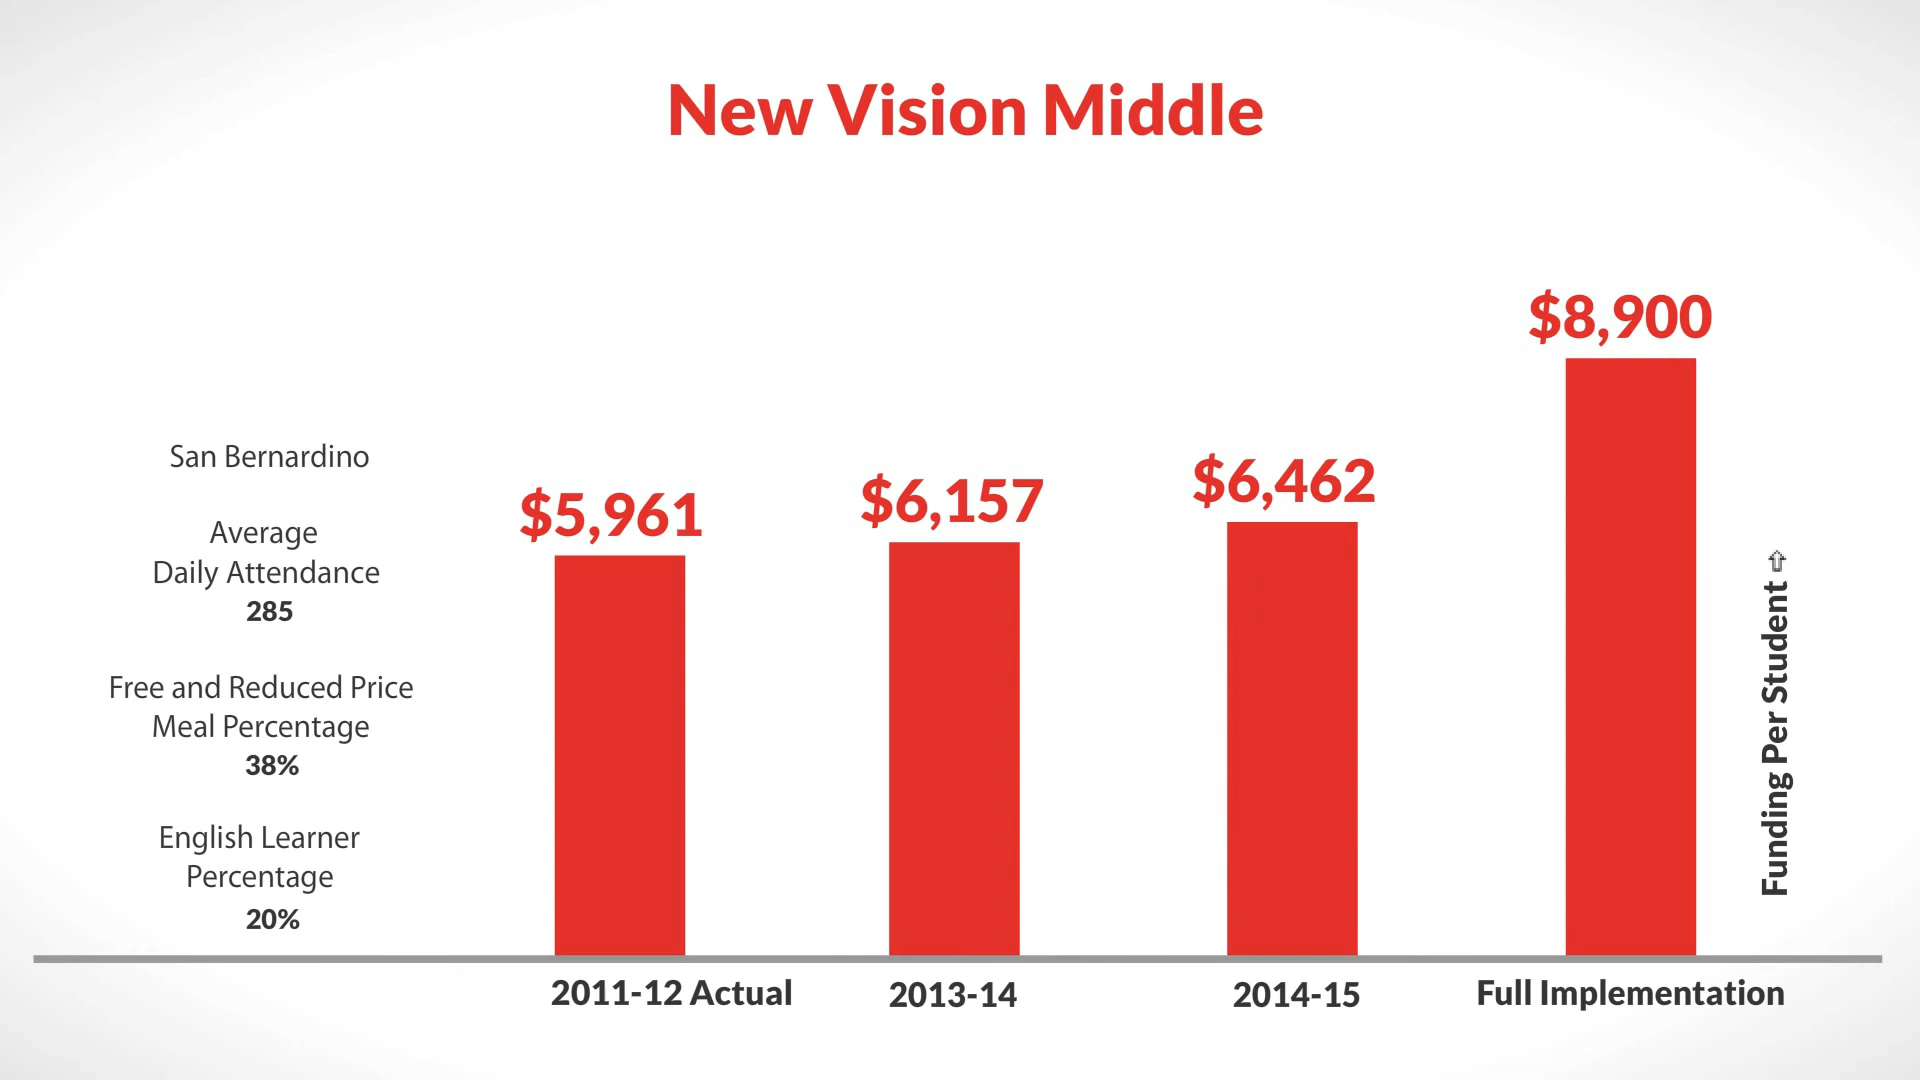 New Vision Middle
San Bernardino
Average
Daily Attendance
285
Free and Reduced Price
Meal Percentage
38%
English Learner
Percentage
20%
$5,961
$6,157
$6,462
$8,900
2011-12 Actual
2013-14
2014-15
Full Implementation
Funding Per Student ⇨